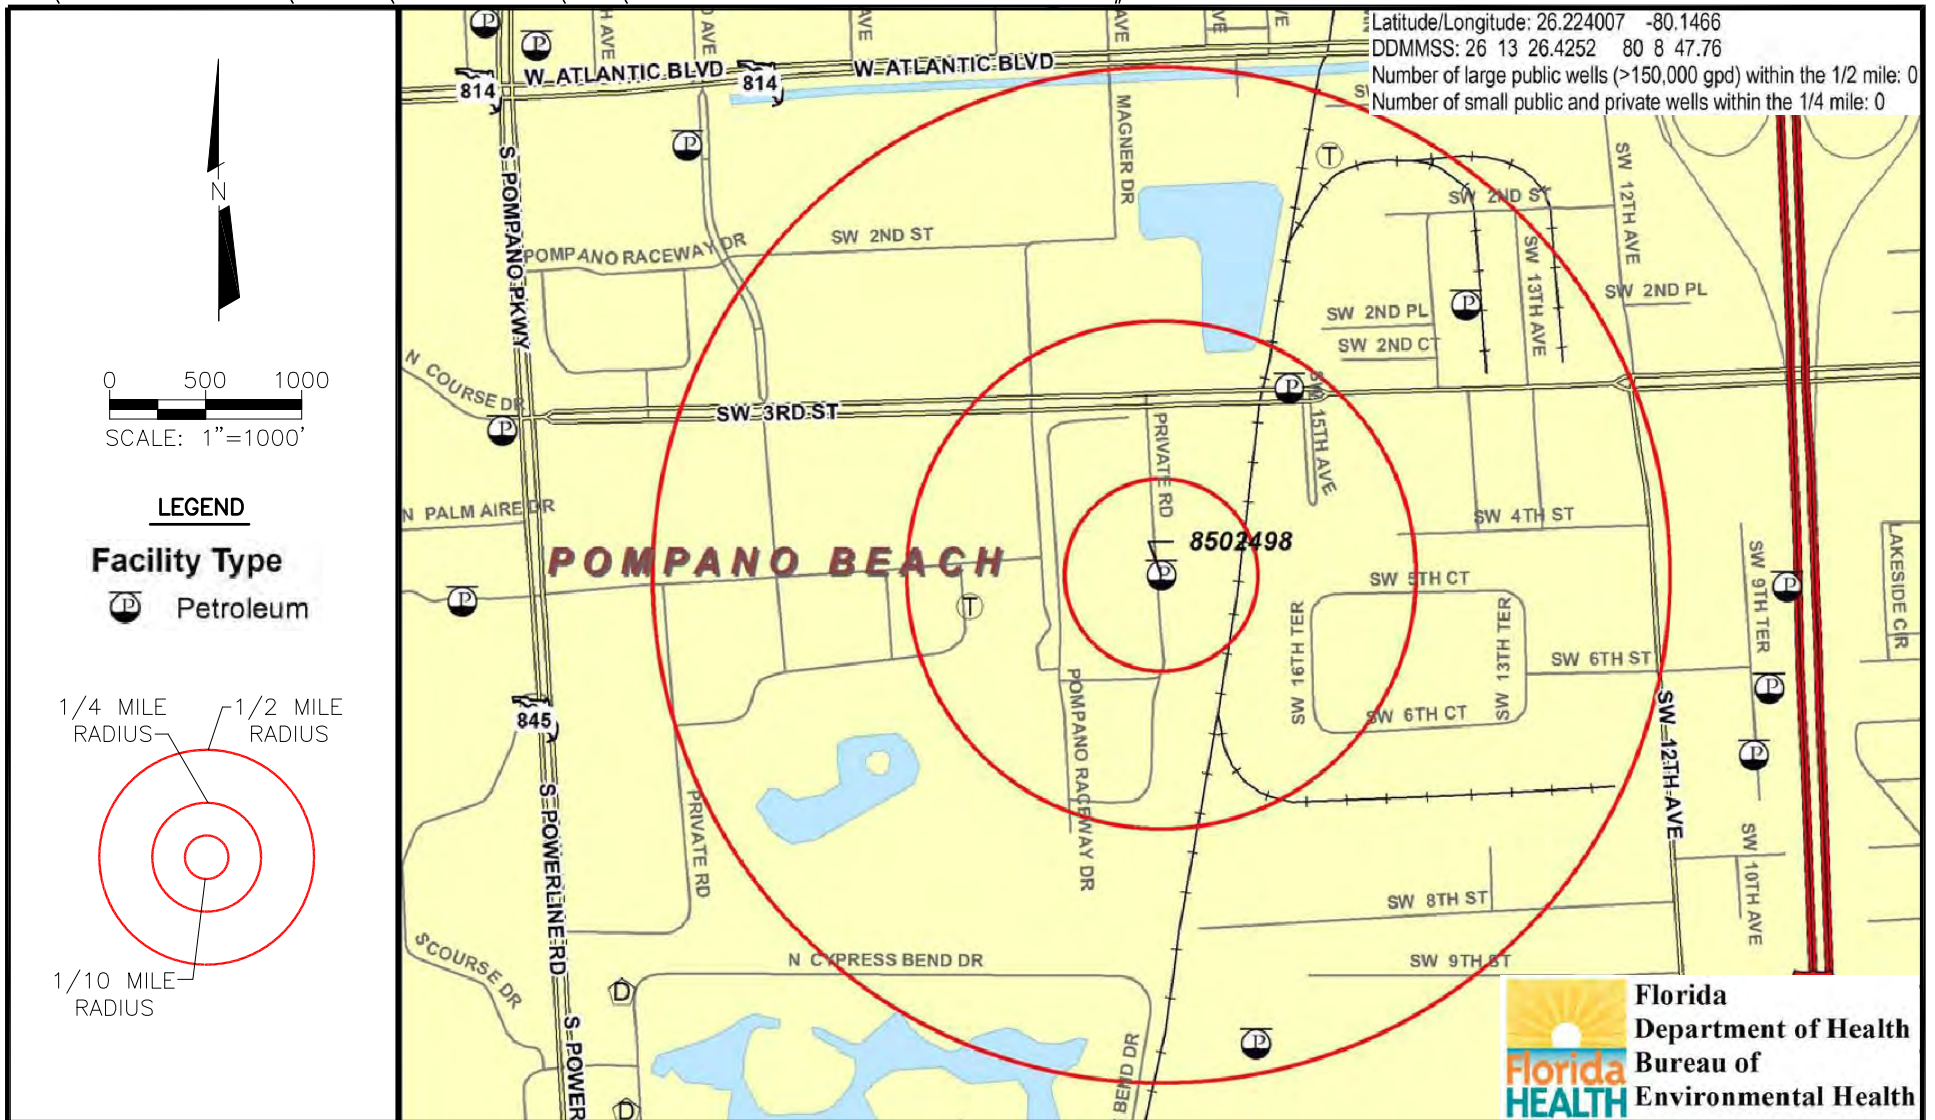 N
0 500 1000
SCALE: 1"=1000'
LEGEND
Facility Type
P Petroleum
1/4 MILE
RADIUS
1/2 MILE
RADIUS
1/10 MILE
RADIUS
Latitude/Longitude: 26.224007 -80.1466
DDMMSS: 26 13 26.4252 80 8 47.76
Number of large public wells (>150,000 gpd) within the 1/2 mile: 0
Number of small public and private wells within the 1/4 mile: 0
P
P
H AVE
AVE
AVE
AVE
VE
VE
W ATLANTIC BLVD
W ATLANTIC BLVD
814
814
P
MAGNER DR
S POMPANO PKWY
T
SW 2ND ST
SW 12TH AVE
POMPANO RACEWAY DR
SW 2ND ST
SW 13TH AVE
SW 2ND PL
P
SW 2ND PL
SW 2ND CT
N COURSE DR
P
P
SW 3RD ST
SW 15TH AVE
PRIVATE RD
N PALM AIRE DR
SW 4TH ST
8502498
P
POMPANO BEACH
T
P
SW 5TH CT
SW 16TH TER
SW 13TH TER
SW 6TH ST
SW 6TH CT
SW 9TH TER
P
P
P
LAKESIDE CIR
845
POMPANO RACEWAY DR
SW 12TH AVE
S POWERLINE RD
PRIVATE RD
SW 10TH AVE
SW 8TH ST
SW 9TH ST
N CYPRESS BEND DR
S COURSE DR
D
D
S POWER
BEND DR
P
Florida
HEALTH
Florida
Department of Health
Bureau of
Environmental Health